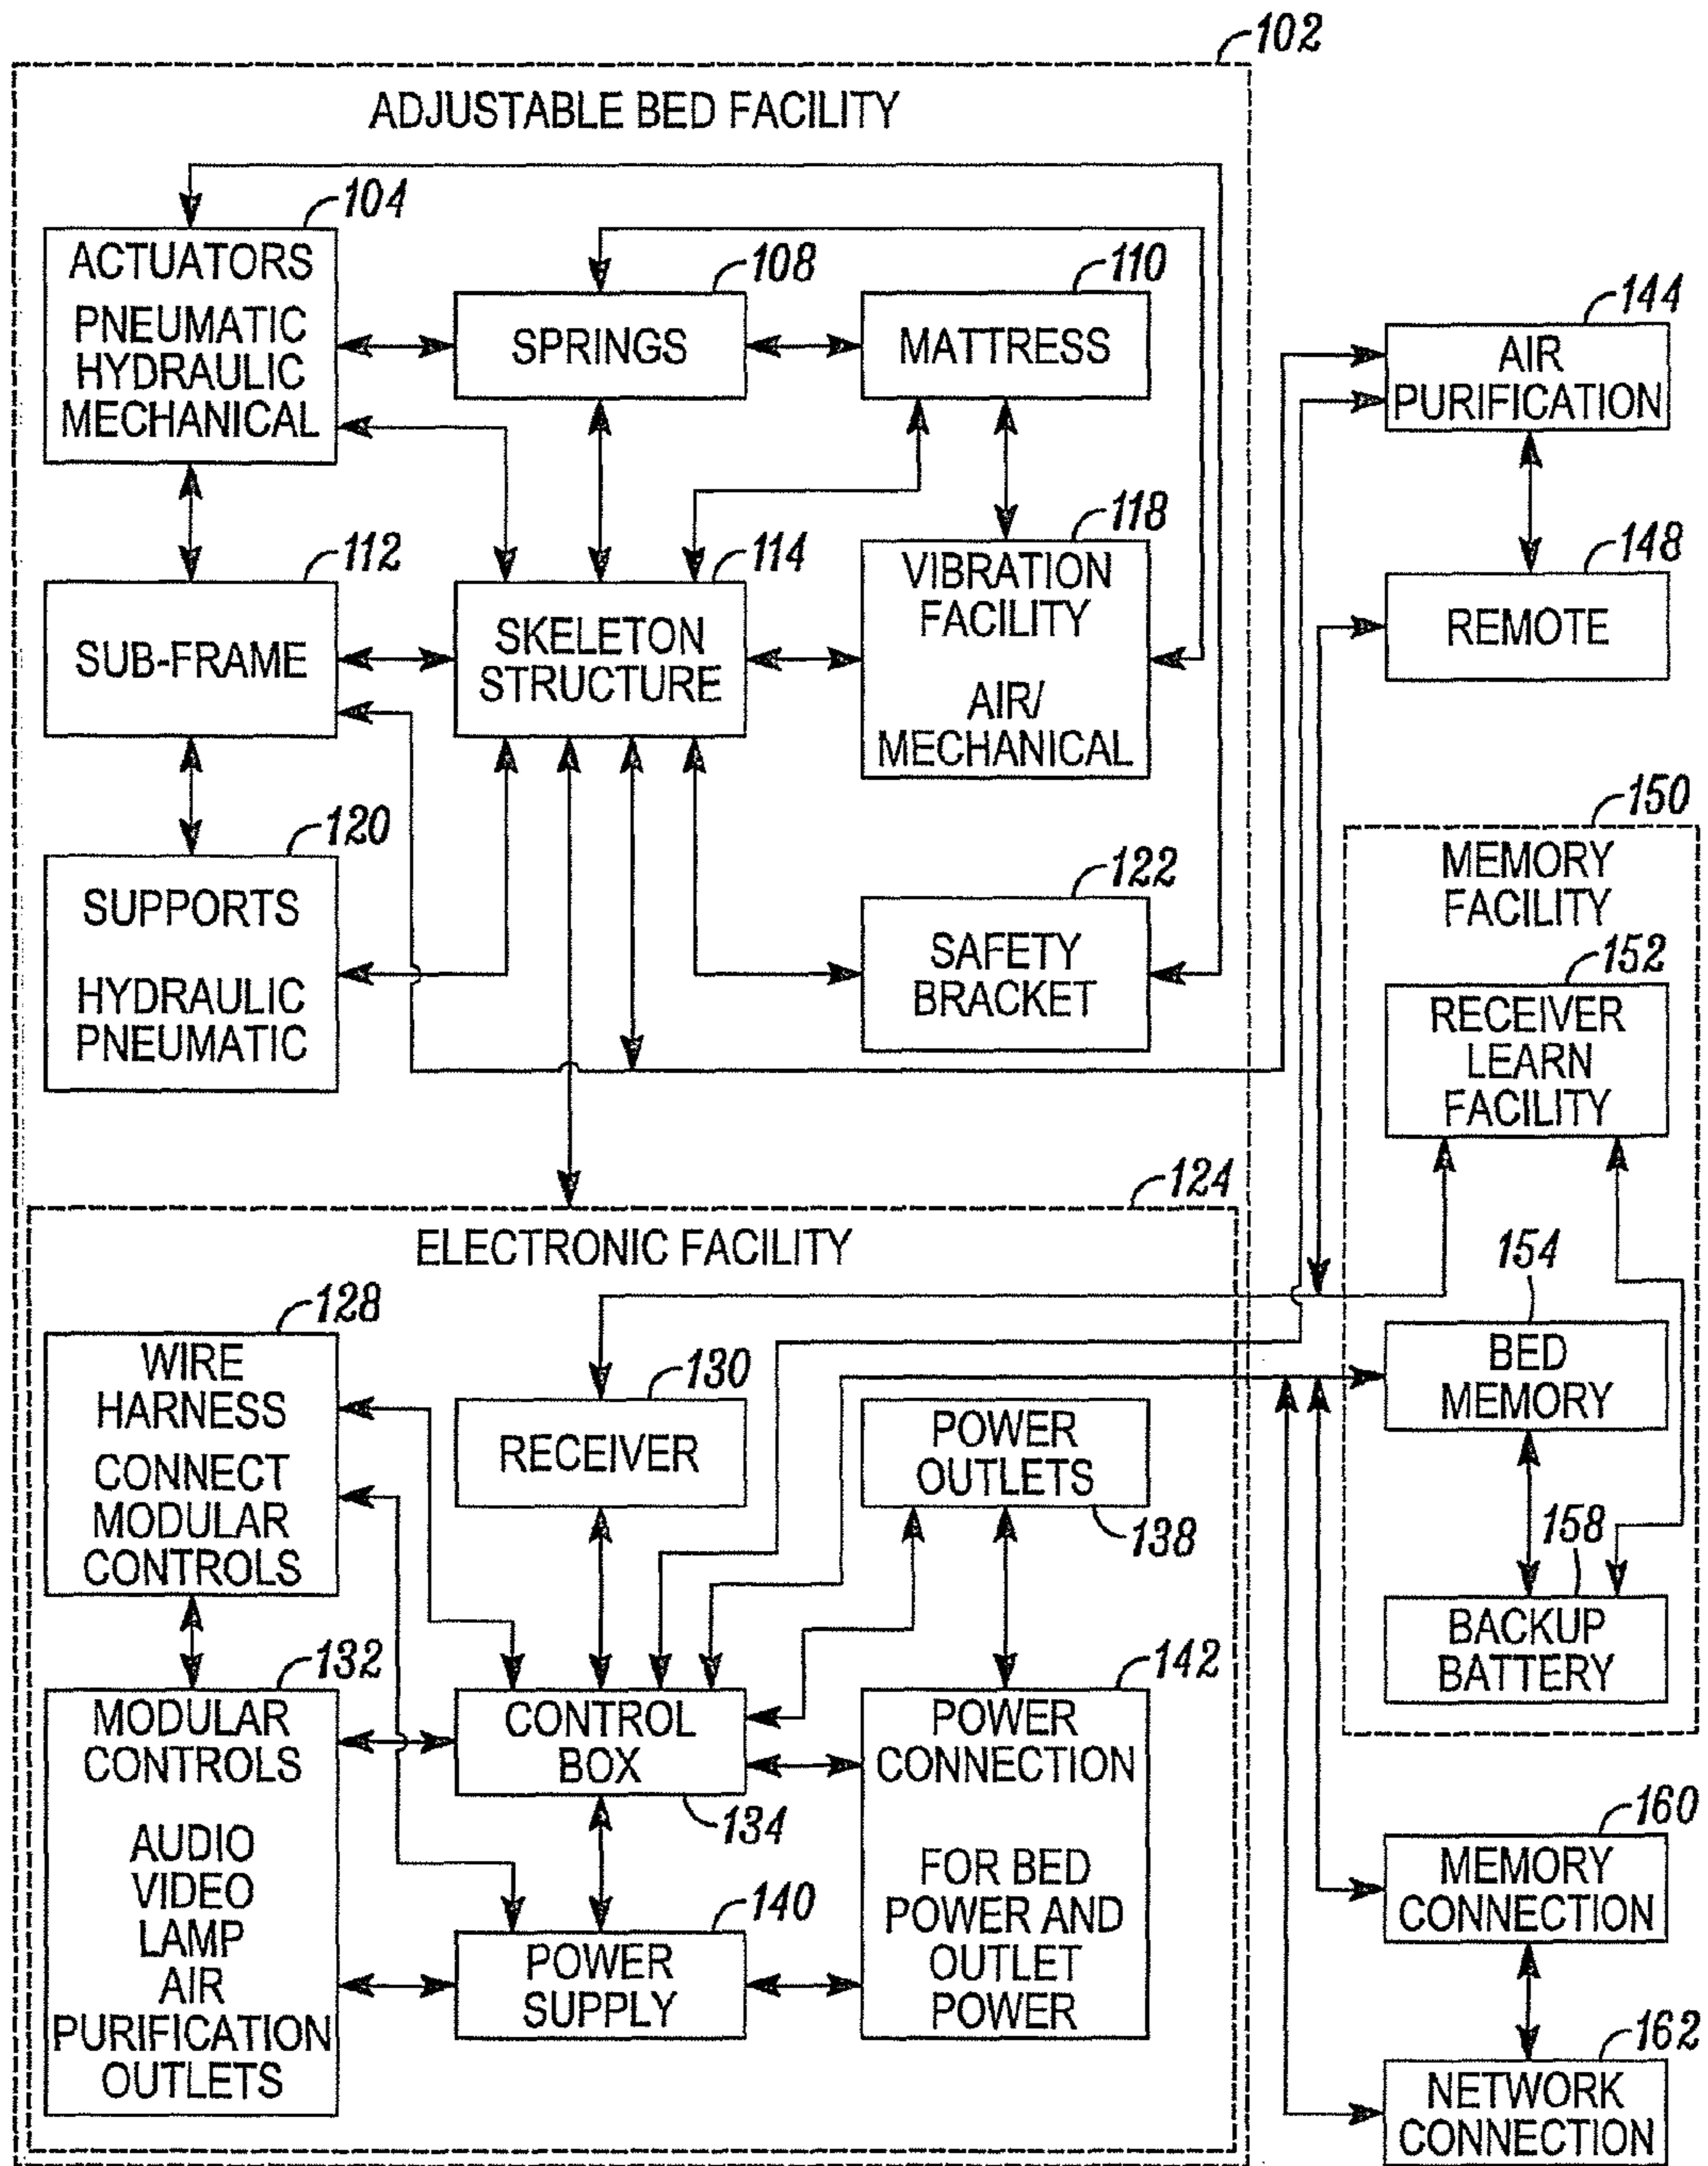 102
ADJUSTABLE BED FACILITY
104
ACTUATORS
PNEUMATIC
HYDRAULIC
MECHANICAL
108
SPRINGS
110
MATTRESS
112
SUB-FRAME
114
SKELETON
STRUCTURE
118
VIBRATION
FACILITY
AIR/
MECHANICAL
120
SUPPORTS
HYDRAULIC
PNEUMATIC
122
SAFETY
BRACKET
124
ELECTRONIC FACILITY
128
WIRE
HARNESS
CONNECT
MODULAR
CONTROLS
130
RECEIVER
POWER
OUTLETS
138
132
MODULAR
CONTROLS
AUDIO
VIDEO
LAMP
AIR
PURIFICATION
OUTLETS
CONTROL
BOX
134
140
POWER
SUPPLY
142
POWER
CONNECTION
FOR BED
POWER AND
OUTLET
POWER
144
AIR
PURIFICATION
148
REMOTE
150
MEMORY
FACILITY
152
RECEIVER
LEARN
FACILITY
154
BED
MEMORY
158
BACKUP
BATTERY
160
MEMORY
CONNECTION
162
NETWORK
CONNECTION